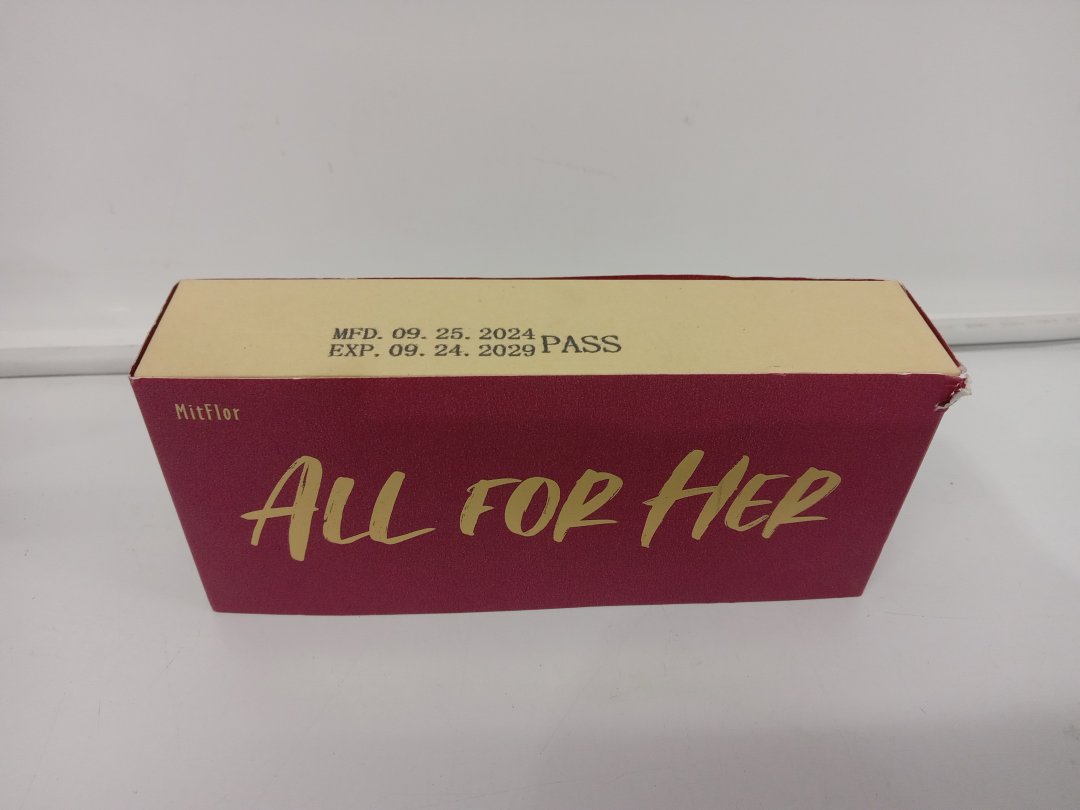 MFD. 09. 25. 2024
EXP. 09. 24. 2029 PASS
MitFlor
ALL FOR HER